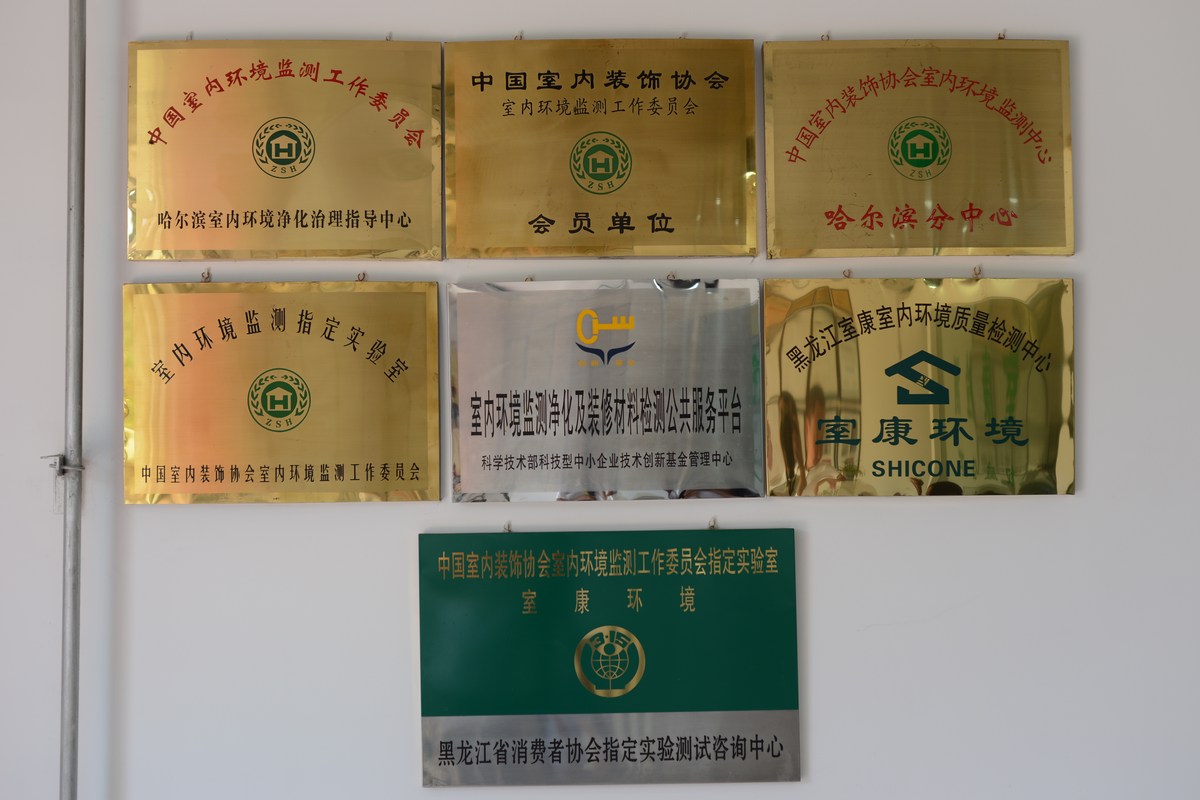 中国室内环境监测工作委员会
ZSH
哈尔滨室内环境净化治理指导中心
中国室内装饰协会
室内环境监测工作委员会
ZSH
会员单位
中国室内装饰协会室内环境监测中心
ZSH
哈尔滨分中心
室内环境监测指定实验室
ZSH
中国室内装饰协会室内环境监测工作委员会
室内环境监测净化及装修材料检测公共服务平台
科学技术部科技型中小企业技术创新基金管理中心
黑龙江室康室内环境质量检测中心
室康环境
SHICONE
中国室内装饰协会室内环境监测工作委员会指定实验室
室康环境
3·15
黑龙江省消费者协会指定实验测试咨询中心